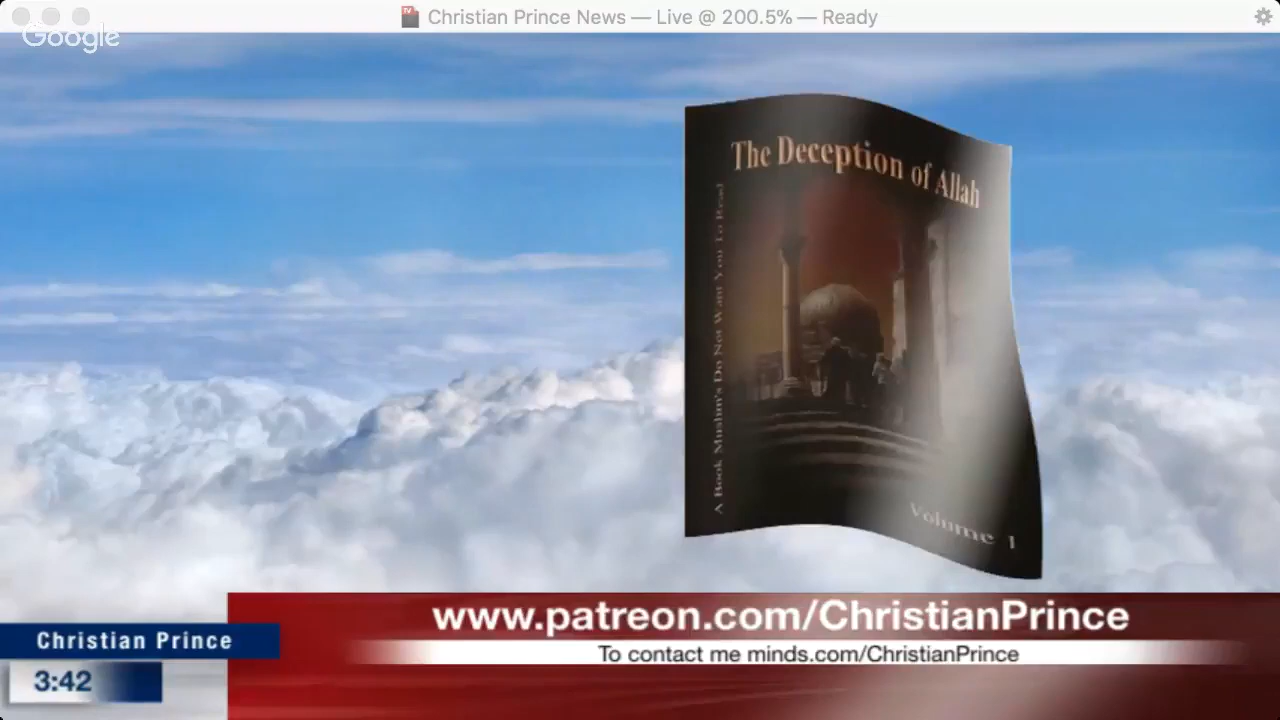 Christian Prince News — Live @ 200.5% — Ready
Google
The Deception of Allah
A Book Muslim's Do Not Want You To Read
Volume 1
www.patreon.com/ChristianPrince
Christian Prince
To contact me minds.com/ChristianPrince
3:42